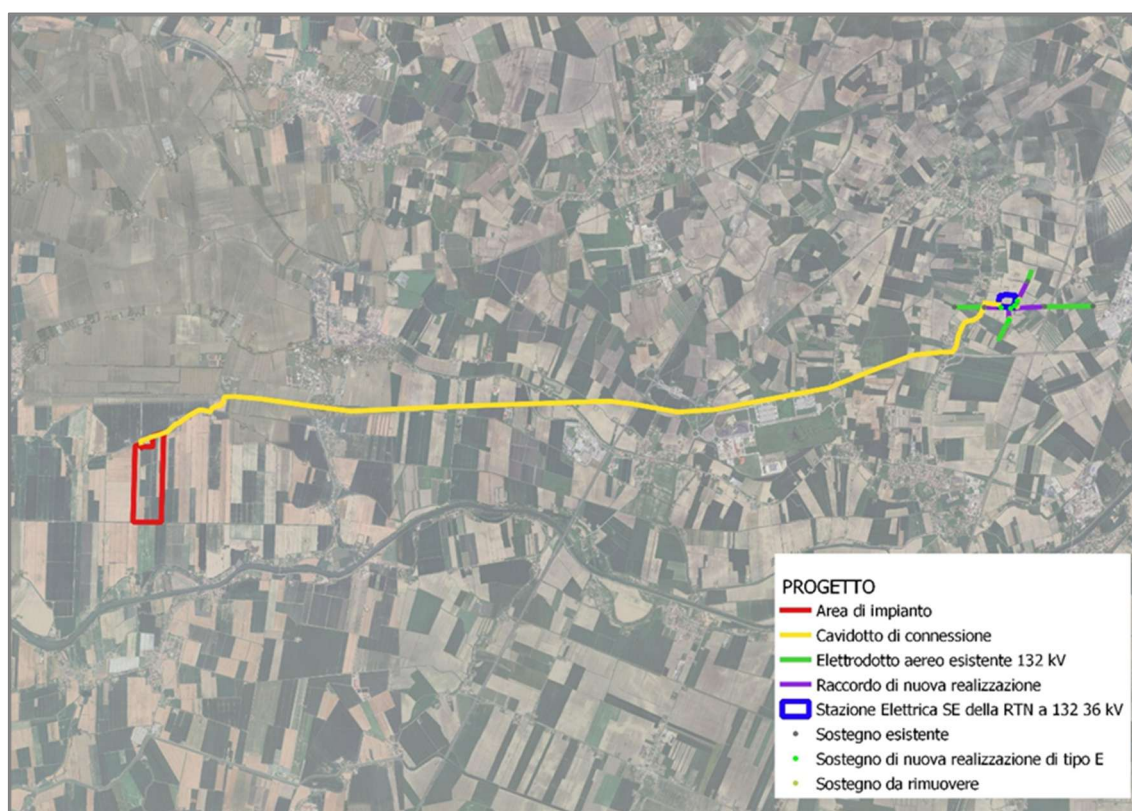 PROGETTO
Area di impianto
Cavidotto di connessione
Elettrodotto aereo esistente 132 kV
Raccordo di nuova realizzazione
Stazione Elettrica SE della RTN a 132 36 kV
Sostegno esistente
Sostegno di nuova realizzazione di tipo E
Sostegno da rimuovere